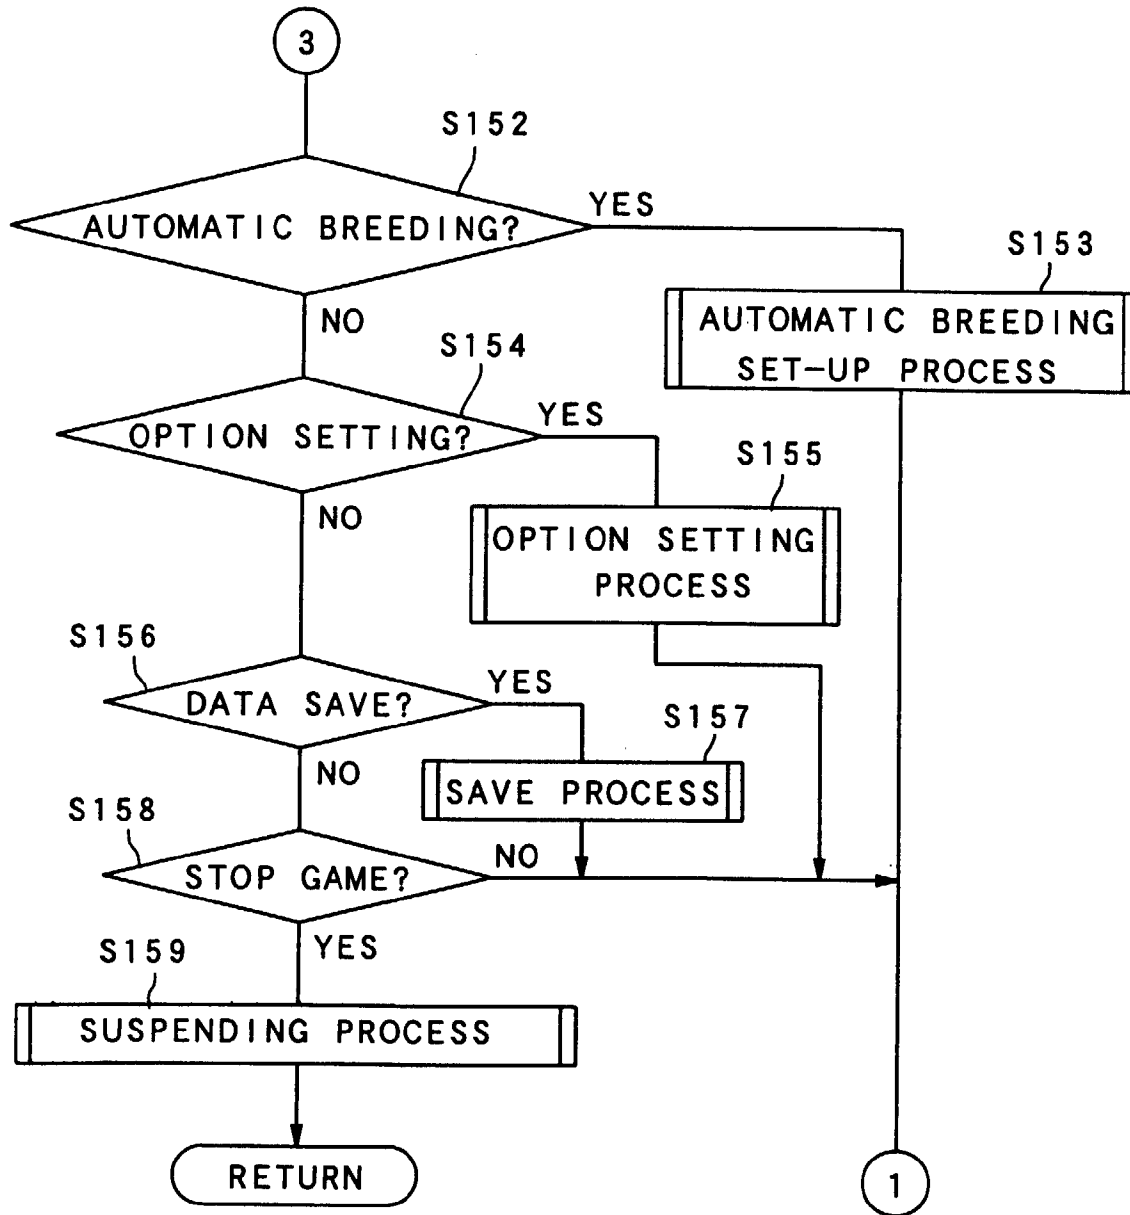 3
S152
AUTOMATIC BREEDING?
YES
S153
AUTOMATIC BREEDING
SET-UP PROCESS
NO
S154
OPTION SETTING?
YES
S155
OPTION SETTING
PROCESS
NO
S156
DATA SAVE?
YES
S157
SAVE PROCESS
NO
S158
STOP GAME?
NO
YES
S159
SUSPENDING PROCESS
RETURN
1